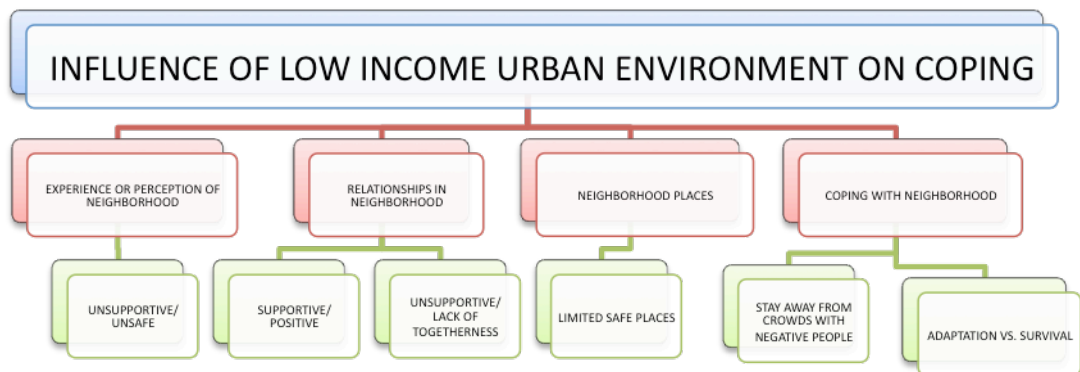 INFLUENCE OF LOW INCOME URBAN ENVIRONMENT ON COPING
EXPERIENCE OR PERCEPTION OF
NEIGHBORHOOD
RELATIONSHIPS IN
NEIGHBORHOOD
NEIGHBORHOOD PLACES
COPING WITH NEIGHBORHOOD
UNSUPPORTIVE/
UNSAFE
SUPPORTIVE/
POSITIVE
UNSUPPORTIVE/
LACK OF
TOGETHERNESS
LIMITED SAFE PLACES
STAY AWAY FROM
CROWDS WITH
NEGATIVE PEOPLE
ADAPTATION VS. SURVIVAL